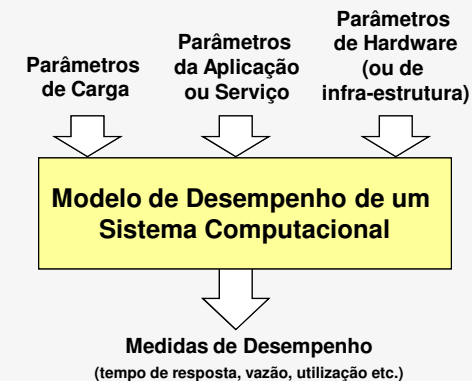 Parâmetros
de Carga
Parâmetros
da Aplicação
ou Serviço
Parâmetros
de Hardware
(ou de
infra-estrutura)
Modelo de Desempenho de um
Sistema Computacional
Medidas de Desempenho
(tempo de resposta, vazão, utilização etc.)